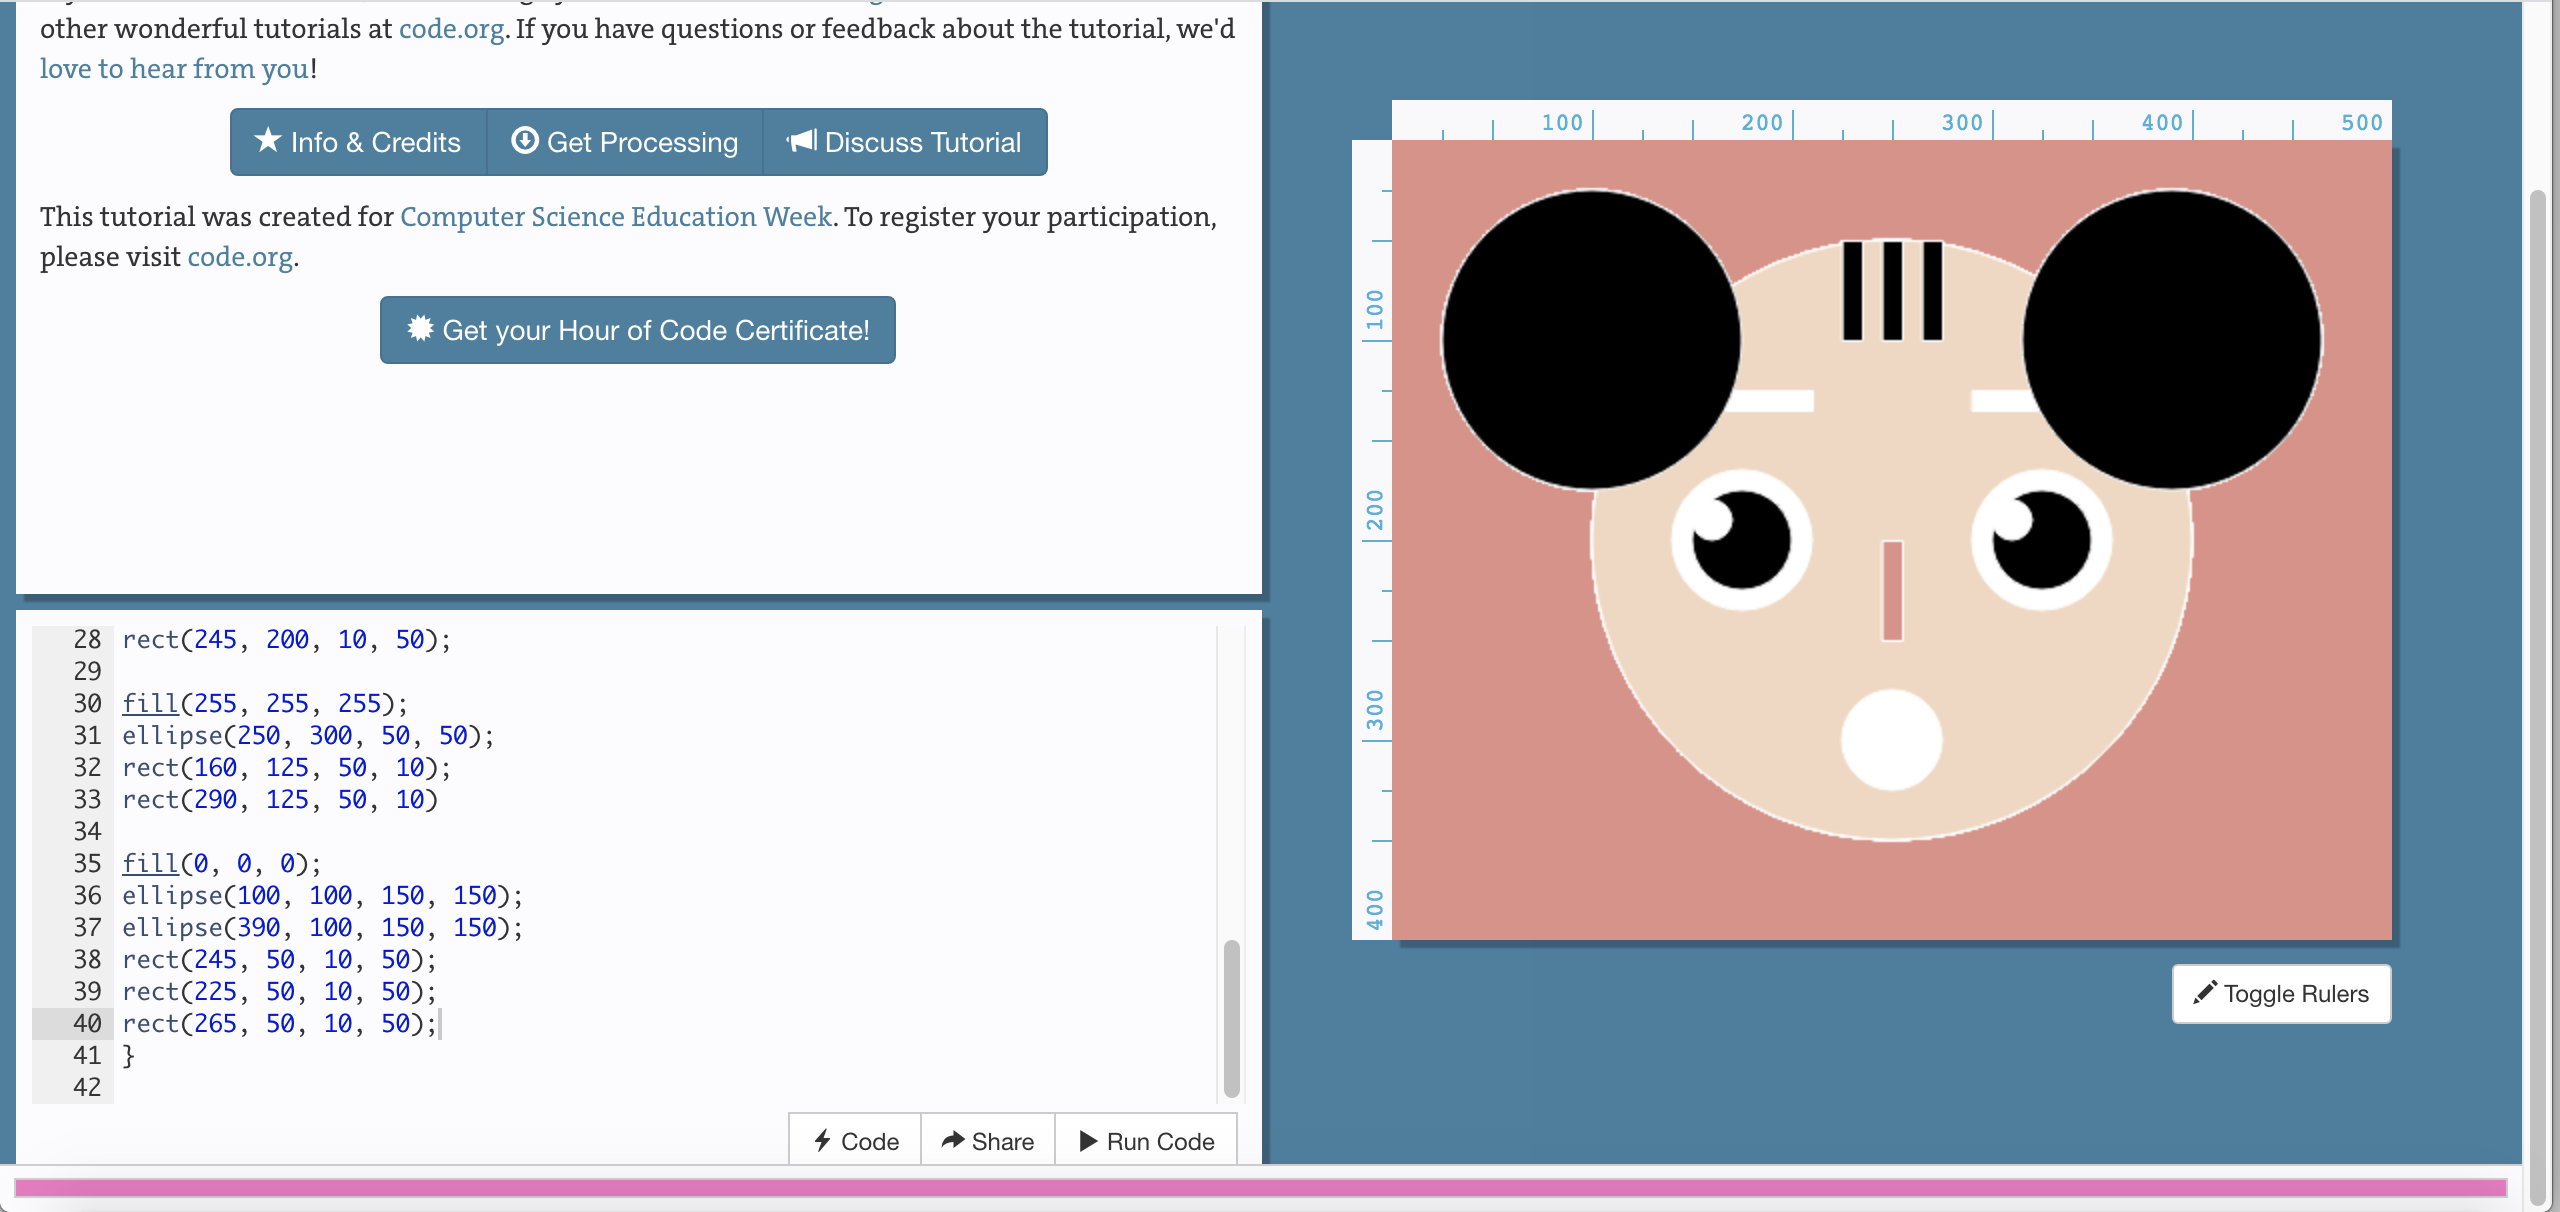 other wonderful tutorials at code.org. If you have questions or feedback about the tutorial, we'd
love to hear from you!
Info & Credits
Get Processing
Discuss Tutorial
This tutorial was created for Computer Science Education Week. To register your participation,
please visit code.org.
Get your Hour of Code Certificate!
28 rect(245, 200, 10, 50);
29
30 fill(255, 255, 255);
31 ellipse(250, 300, 50, 50);
32 rect(160, 125, 50, 10);
33 rect(290, 125, 50, 10)
34
35 fill(0, 0, 0);
36 ellipse(100, 100, 150, 150);
37 ellipse(390, 100, 150, 150);
38 rect(245, 50, 10, 50);
39 rect(225, 50, 10, 50);
40 rect(265, 50, 10, 50);
41 }
42
Code
Share
Run Code
100 200 300 400 500
100
200
300
400
Toggle Rulers